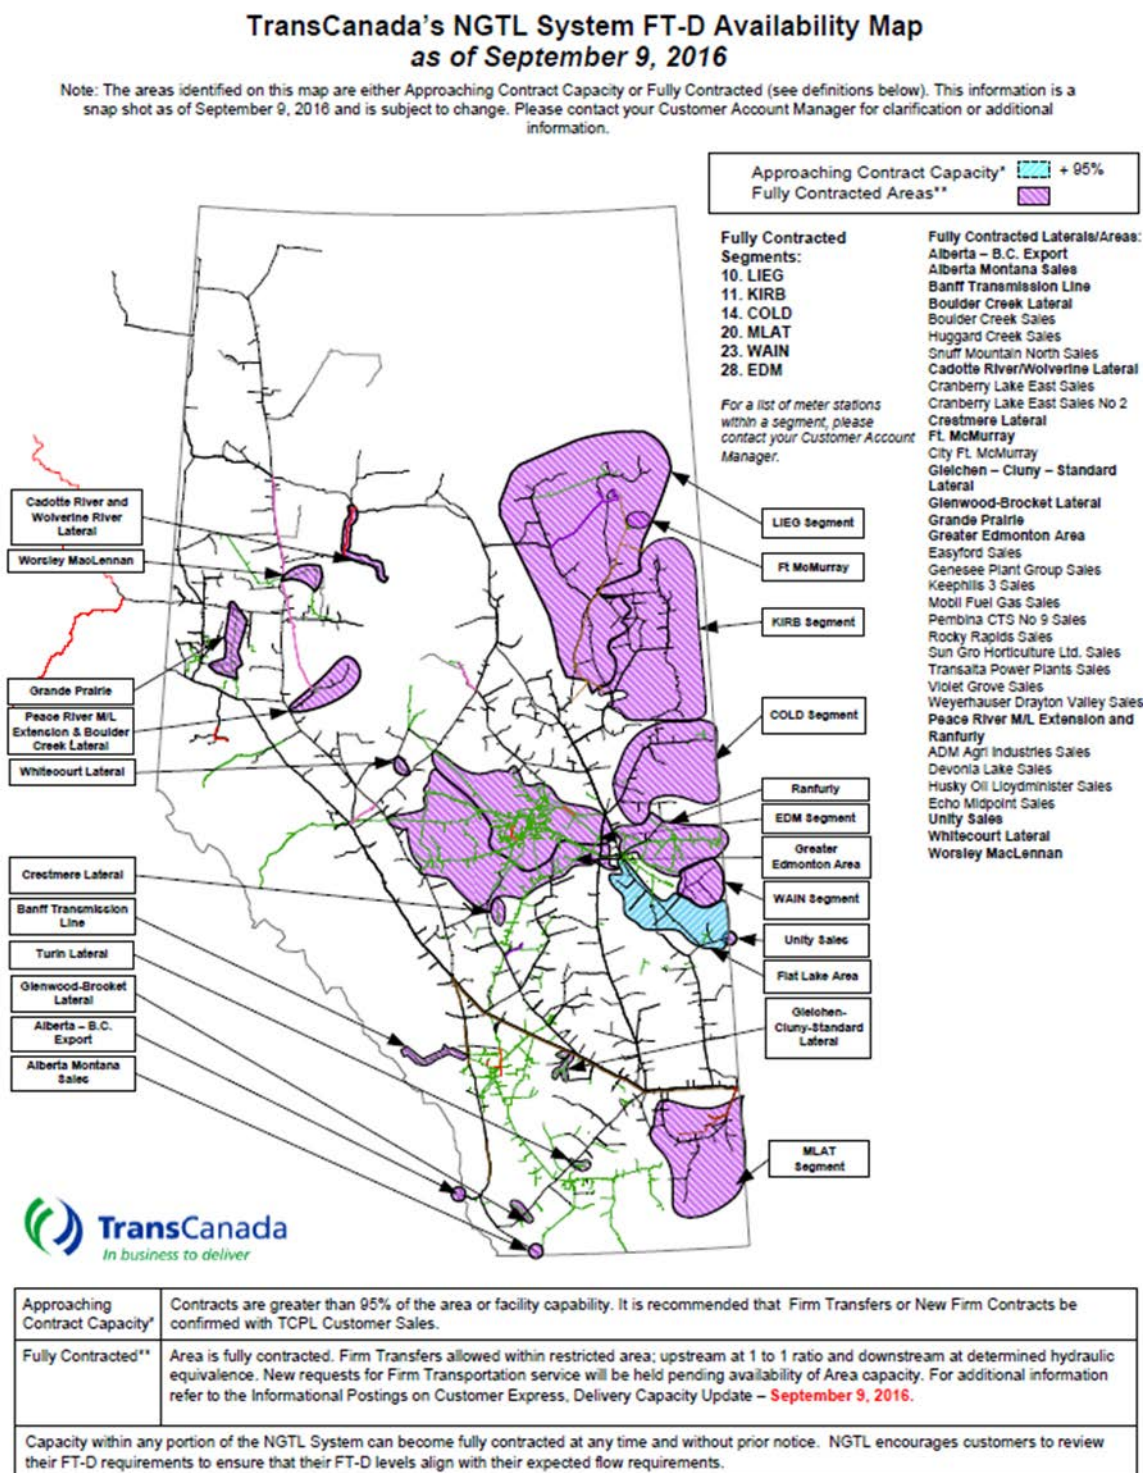 TransCanada's NGTL System FT-D Availability Map
as of September 9, 2016
Note: The areas identified on this map are either Approaching Contract Capacity or Fully Contracted (see definitions below). This information is a
snap shot as of September 9, 2016 and is subject to change. Please contact your Customer Account Manager for clarification or additional
information.
Approaching Contract Capacity* + 95%
Fully Contracted Areas**
Fully Contracted
Segments:
10. LIEG
11. KIRB
14. COLD
20. MLAT
23. WAIN
28. EDM
For a list of meter stations
within a segment, please
contact your Customer Account
Manager.
Fully Contracted Laterals/Areas:
Alberta – B.C. Export
Alberta Montana Sales
Banff Transmission Line
Boulder Creek Lateral
Boulder Creek Sales
Huggard Creek Sales
Snuff Mountain North Sales
Cadotte River/Wolverine Lateral
Cranberry Lake East Sales
Cranberry Lake East Sales No 2
Crestmere Lateral
Ft. McMurray
City Ft. McMurray
Gleichen – Cluny – Standard
Lateral
Glenwood-Brocket Lateral
Grande Prairie
Greater Edmonton Area
Easyford Sales
Genesee Plant Group Sales
Keephills 3 Sales
Mobil Fuel Gas Sales
Pembina CTS No 9 Sales
Rocky Rapids Sales
Sun Gro Horticulture Ltd. Sales
Transalta Power Plants Sales
Violet Grove Sales
Weyerhauser Drayton Valley Sales
Peace River M/L Extension and
Ranfurly
ADM Agri Industries Sales
Devonia Lake Sales
Husky Oil Lloydminister Sales
Echo Midpoint Sales
Unity Sales
Whitecourt Lateral
Worsley MacLennan
Cadotte River and
Wolverine River
Lateral
Worsley MacLennan
Grande Prairie
Peace River M/L
Extension & Boulder
Creek Lateral
Whitecourt Lateral
Crestmere Lateral
Banff Transmission
Line
Turin Lateral
Glenwood-Brocket
Lateral
Alberta – B.C.
Export
Alberta Montana
Sales
LIEG Segment
Ft McMurray
KIRB Segment
COLD Segment
Ranfurly
EDM Segment
Greater
Edmonton Area
WAIN Segment
Unity Sales
Flat Lake Area
Gleichen-
Cluny-Standard
Lateral
MLAT
Segment
TransCanada
In business to deliver
Approaching
Contract Capacity*
Contracts are greater than 95% of the area or facility capability. It is recommended that Firm Transfers or New Firm Contracts be
confirmed with TCPL Customer Sales.
Fully Contracted**
Area is fully contracted. Firm Transfers allowed within restricted area; upstream at 1 to 1 ratio and downstream at determined hydraulic
equivalence. New requests for Firm Transportation service will be held pending availability of Area capacity. For additional information
refer to the Informational Postings on Customer Express, Delivery Capacity Update – September 9, 2016.
Capacity within any portion of the NGTL System can become fully contracted at any time and without prior notice. NGTL encourages customers to review
their FT-D requirements to ensure that their FT-D levels align with their expected flow requirements.